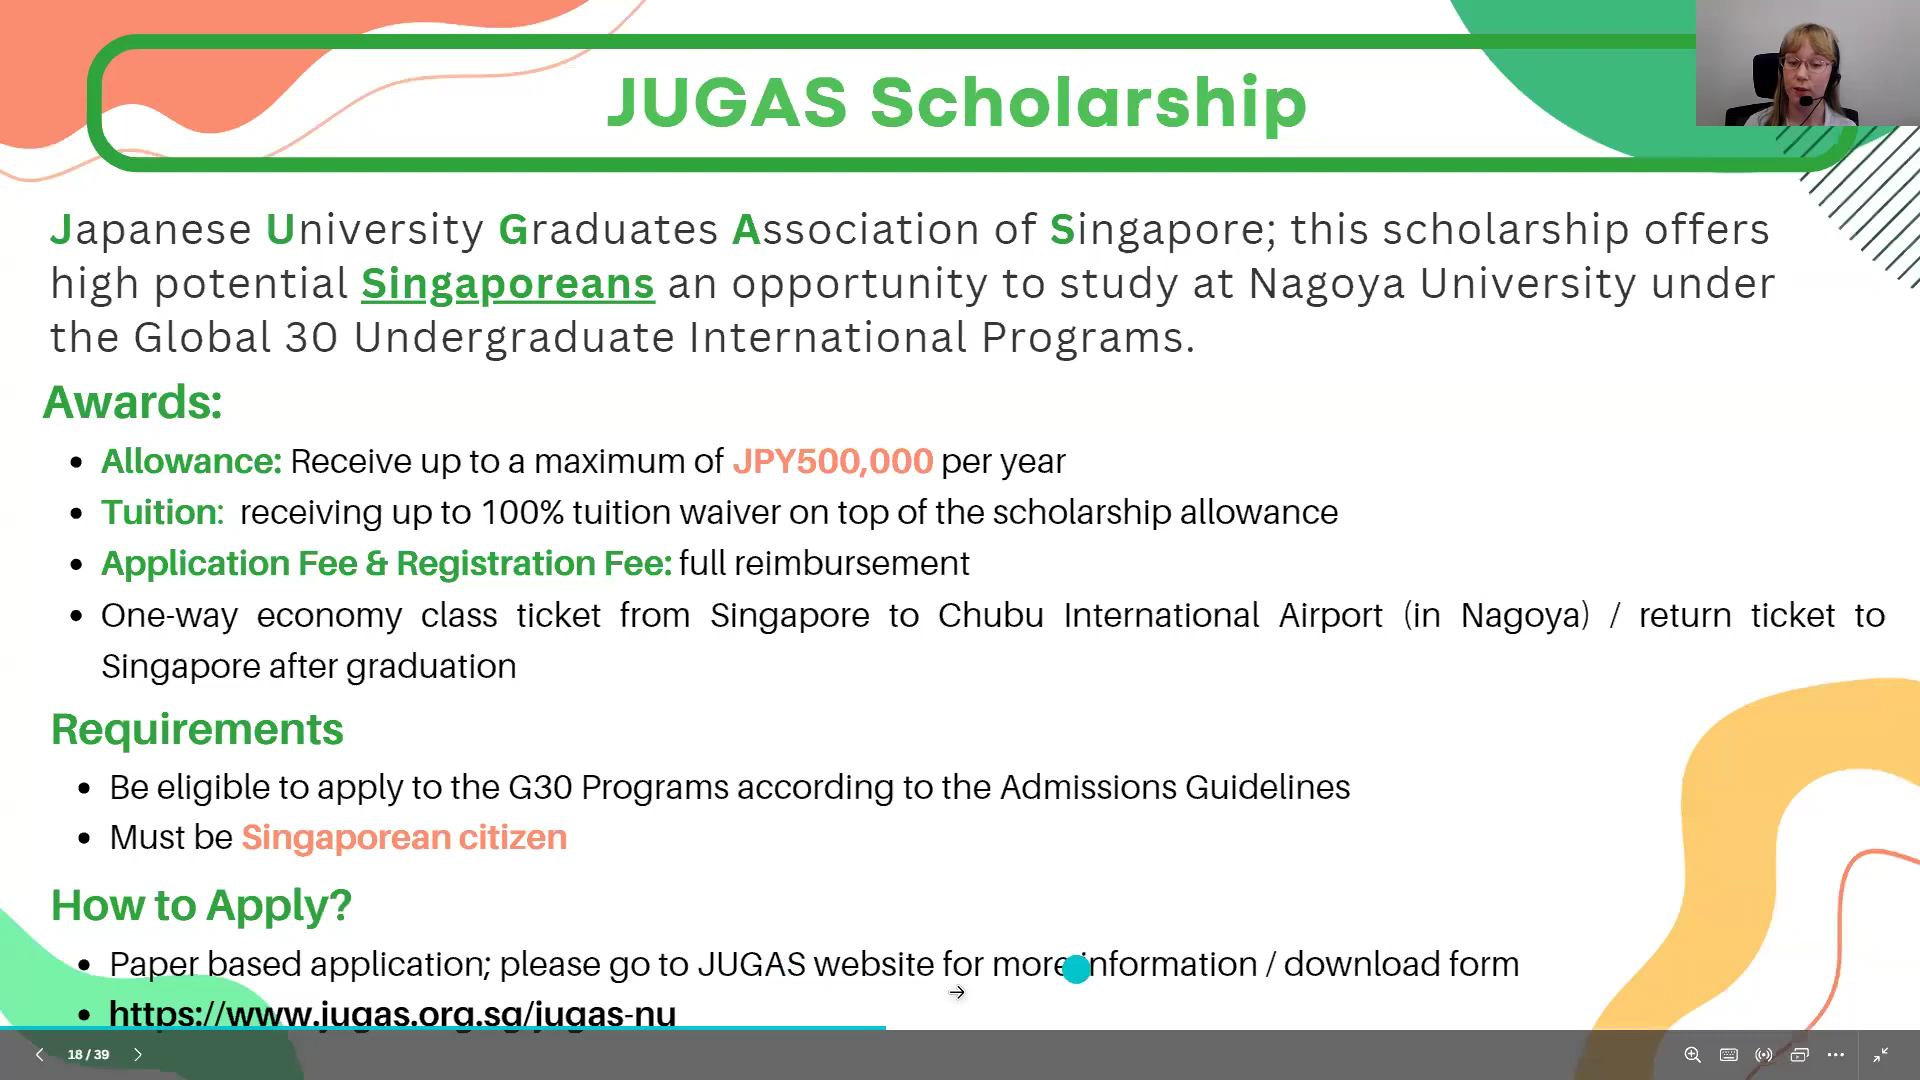 JUGAS Scholarship
Japanese University Graduates Association of Singapore; this scholarship offers
high potential Singaporeans an opportunity to study at Nagoya University under
the Global 30 Undergraduate International Programs.
Awards:
• Allowance: Receive up to a maximum of JPY500,000 per year
• Tuition: receiving up to 100% tuition waiver on top of the scholarship allowance
• Application Fee & Registration Fee: full reimbursement
• One-way economy class ticket from Singapore to Chubu International Airport (in Nagoya) / return ticket to
Singapore after graduation
Requirements
• Be eligible to apply to the G30 Programs according to the Admissions Guidelines
• Must be Singaporean citizen
How to Apply?
• Paper based application; please go to JUGAS website for more information / download form
• https://www.jugas.org.sg/jugas-nu
18 / 39